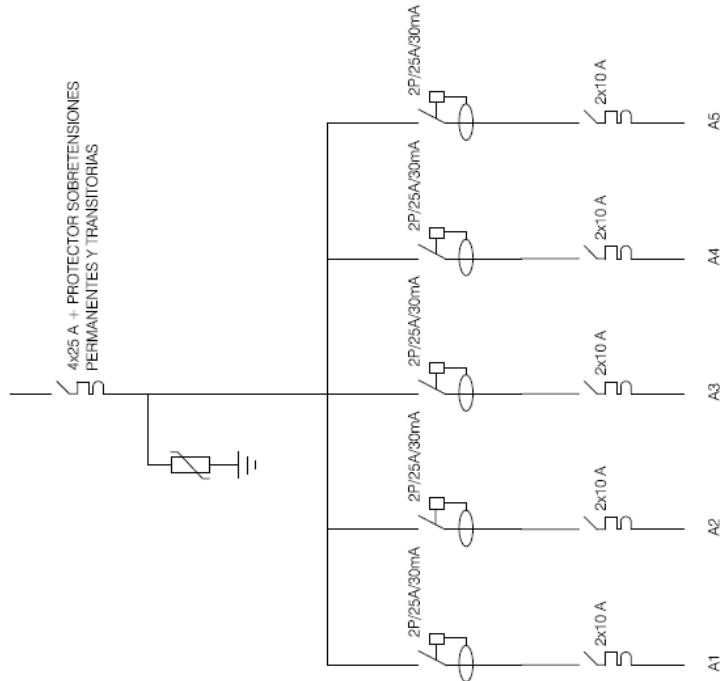 4x25 A + PROTECTOR SOBRETENSIONES
PERMANENTES Y TRANSITORIAS
2P/25A/30mA
2P/25A/30mA
2P/25A/30mA
2P/25A/30mA
2P/25A/30mA
2x10 A
2x10 A
2x10 A
2x10 A
2x10 A
A1
A2
A3
A4
A5